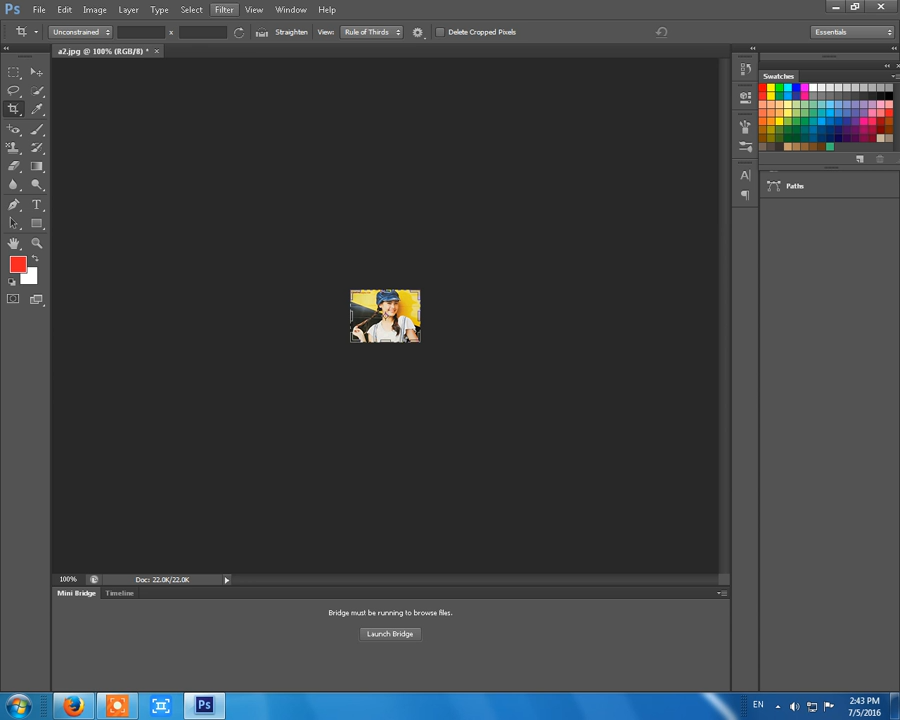 Ps File Edit Image Layer Type Select Filter View Window Help
Unconstrained x Straighten View: Rule of Thirds Delete Cropped Pixels Essentials
a2.jpg @ 100% (RGB/8) * ×
Swatches
T
A
¶
Paths
100% Doc: 22.0K/22.0K
Mini Bridge Timeline
Bridge must be running to browse files.
Launch Bridge
Ps EN 2:43 PM
7/5/2016